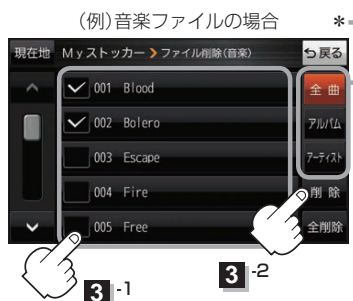 (例)音楽ファイルの場合
*
現在地 Myストッカー ファイル削除(音楽) 戻る
001 Blood 全曲
002 Bolero アルバム
003 Escape アーティスト
004 Fire 削除
005 Free 全削除
3-1
3-2